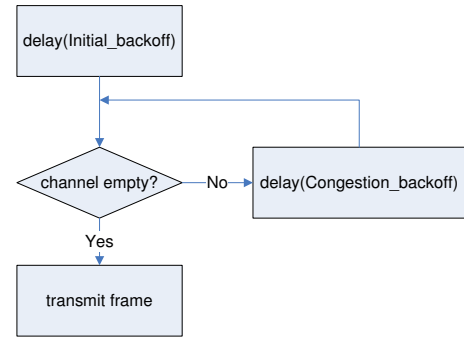 delay(Initial_backoff)
channel empty?
No
delay(Congestion_backoff)
Yes
transmit frame